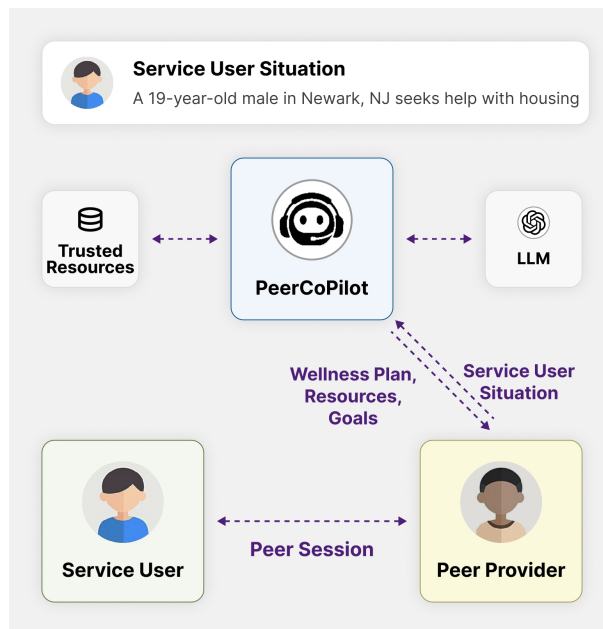 Service User Situation
A 19-year-old male in Newark, NJ seeks help with housing
Trusted
Resources
PeerCoPilot
LLM
Wellness Plan,
Resources,
Goals
Service User
Situation
Service User
Peer Session
Peer Provider